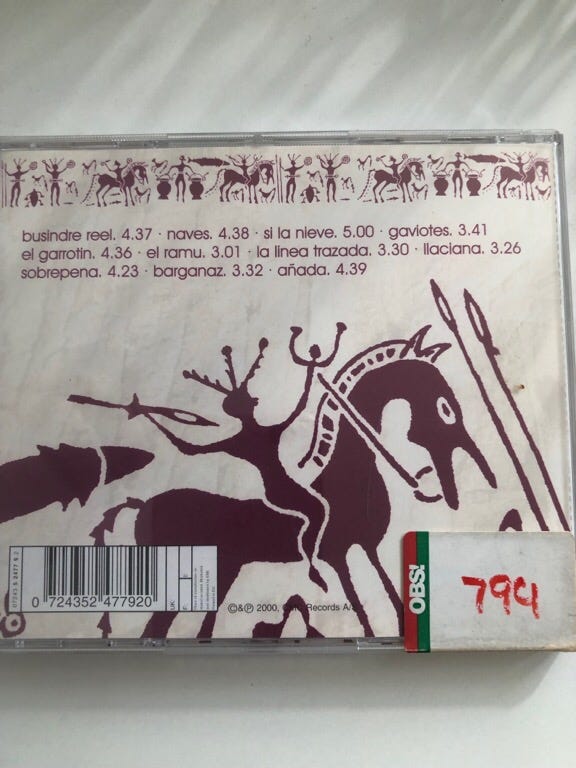 busindre reel. 4.37 · naves. 4.38 · si la nieve. 5.00 · gaviotes. 3.41
el garrotin. 4.36 · el ramu. 3.01 · la linea trazada. 3.30 · llaciana. 3.26
sobrepena. 4.23 · barganaz. 3.32 · añada. 4.39
0 724352 477920
UK:
F:
©&℗ 2000, Records A/S
OBS!
794